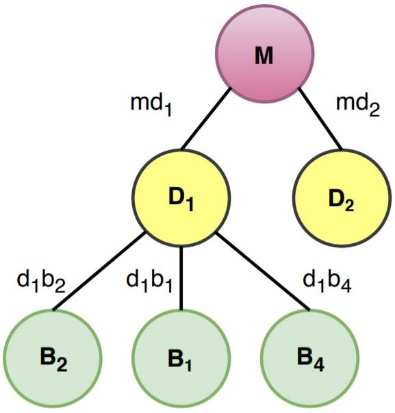 M
md₁ md₂
D₁ D₂
d₁b₂ d₁b₁ d₁b₄
B₂ B₁ B₄